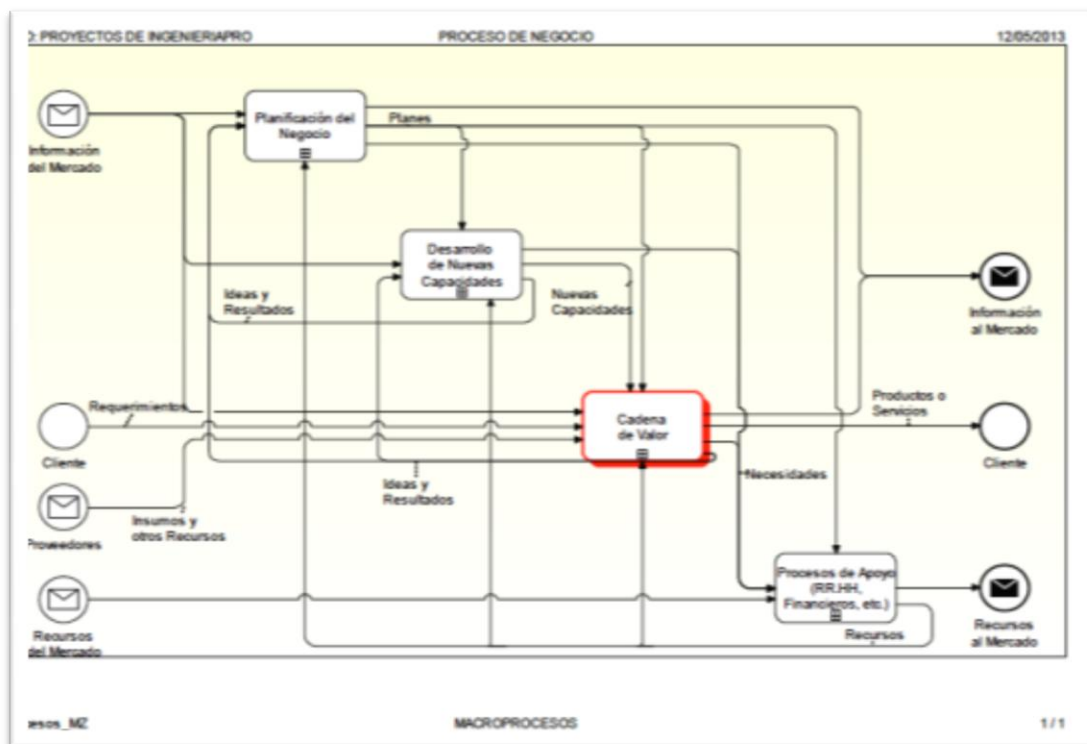 O: PROYECTOS DE INGENIERIAPRO
PROCESO DE NEGOCIO
12/05/2013
Planificación del
Negocio
Planes
Información
del Mercado
Desarrollo
de Nuevas
Capacidades
Ideas y
Resultados
Nuevas
Capacidades
Información
al Mercado
Requerimientos
Cliente
Cadena
de Valor
Productos o
Servicios
Cliente
Ideas y
Resultados
Necesidades
Insumos y
otros Recursos
Proveedores
Procesos de Apoyo
(RR.HH,
Financieros, etc.)
Recursos
Recursos
del Mercado
Recursos
al Mercado
esos_MZ
MACROPROCESOS
1 / 1